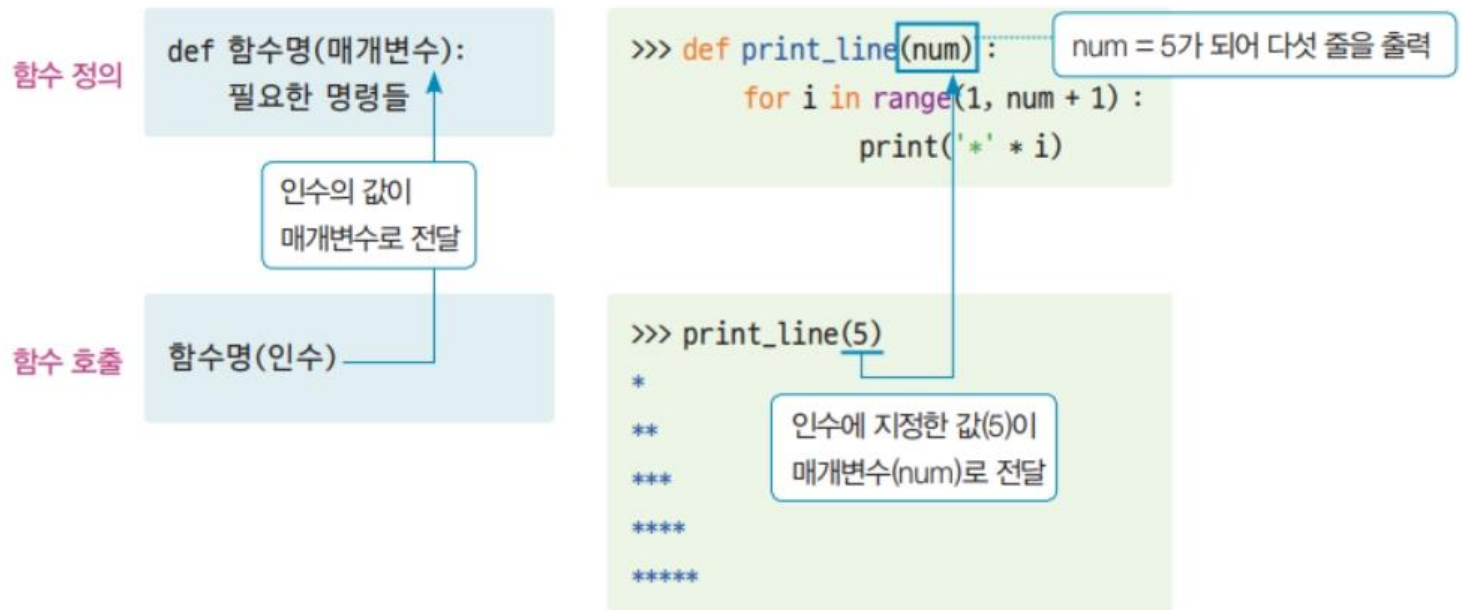 함수 정의
def 함수명(매개변수):
필요한 명령들
인수의 값이
매개변수로 전달
함수 호출
함수명(인수)
>>> def print_line(num) :
for i in range(1, num + 1) :
print('*' * i)
num = 5가 되어 다섯 줄을 출력
>>> print_line(5)
*
**
***
****
*****
인수에 지정한 값(5)이
매개변수(num)로 전달